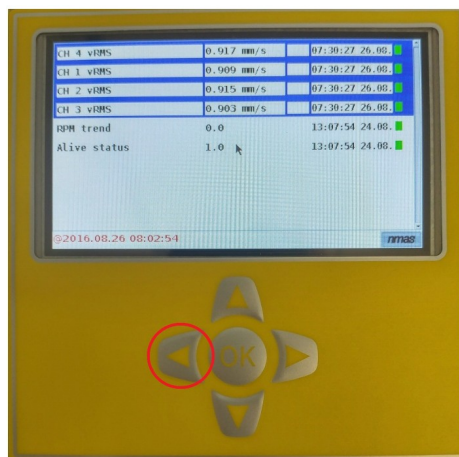 CH 4 vRMS 0.917 mm/s 07:30:27 26.08.
CH 1 vRMS 0.909 mm/s 07:30:27 26.08.
CH 2 vRMS 0.915 mm/s 07:30:27 26.08.
CH 3 vRMS 0.903 mm/s 07:30:27 26.08.
RPM trend 0.0 13:07:54 24.08.
Alive status 1.0 13:07:54 24.08.
@2016.08.26 08:02:54 nmas
OK